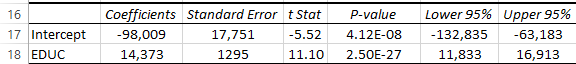 16 Coefficients Standard Error t Stat P-value Lower 95% Upper 95%
17 Intercept -98,009 17,751 -5.52 4.12E-08 -132,835 -63,183
18 EDUC 14,373 1295 11.10 2.50E-27 11,833 16,913